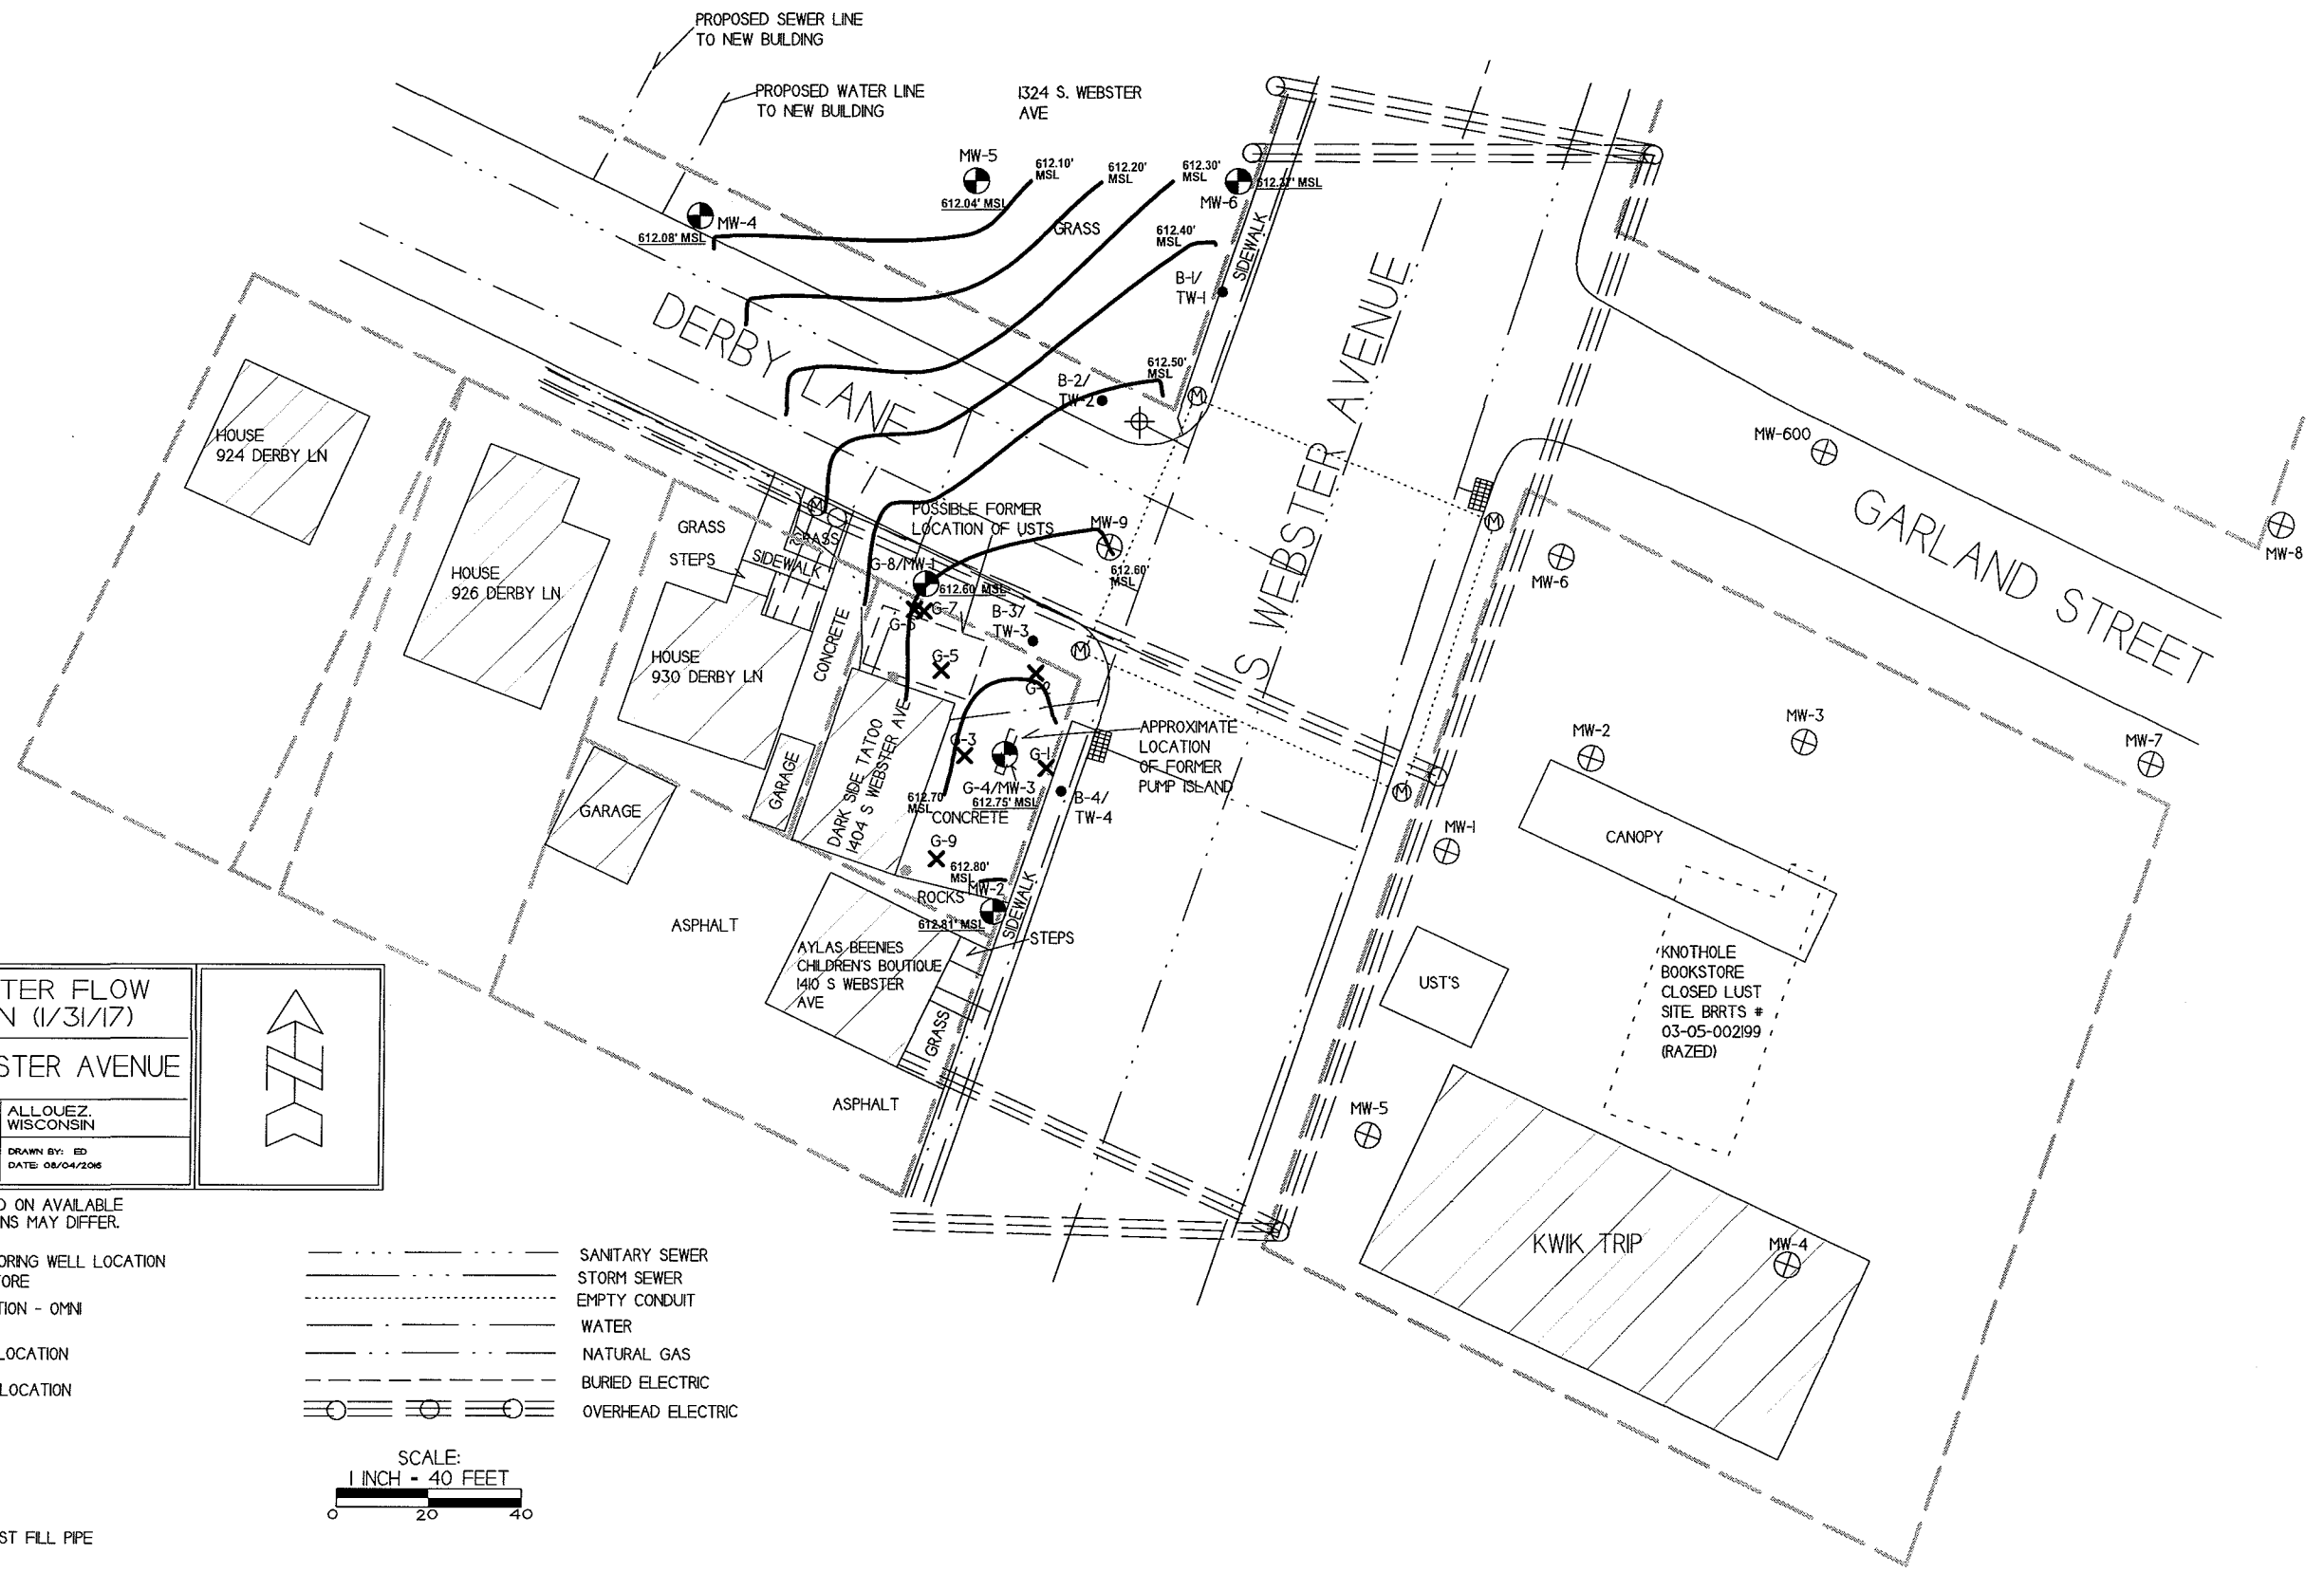 PROPOSED SEWER LINE
TO NEW BUILDING
PROPOSED WATER LINE
TO NEW BUILDING
1324 S. WEBSTER
AVE
MW-5
612.04' MSL
612.10'
MSL
612.20'
MSL
612.30'
MSL
MW-6
612.37' MSL
MW-4
612.08' MSL
GRASS
612.40'
MSL
SIDEWALK
B-1/
TW-1
DERBY LANE
S WEBSTER AVENUE
612.50'
MSL
B-2/
TW-2
M
HOUSE
924 DERBY LN
HOUSE
926 DERBY LN
GRASS
STEPS
SIDEWALK
GRASS
M
POSSIBLE FORMER
LOCATION OF USTS
MW-9
612.60'
MSL
G-8/MW-1
612.60' MSL
G-7
G-6
B-3/
TW-3
M
G-5
G-2
HOUSE
930 DERBY LN
CONCRETE
GARAGE
GARAGE
DARK SIDE TATOO
1404 S WEBSTER AVE
G-3
G-1
G-4/MW-3
612.75' MSL
612.70'
MSL
CONCRETE
APPROXIMATE
LOCATION
OF FORMER
PUMP ISLAND
B-4/
TW-4
G-9
612.80'
MSL
MW-2
ROCKS
612.81' MSL
SIDEWALK
STEPS
ASPHALT
AYLAS BEENIES
CHILDREN'S BOUTIQUE
1410 S WEBSTER
AVE
GRASS
ASPHALT
MW-600
GARLAND STREET
MW-8
M
MW-6
MW-2
MW-3
MW-7
M
MW-1
CANOPY
UST'S
KNOTHOLE
BOOKSTORE
CLOSED LUST
SITE. BRRTS #
03-05-002199
(RAZED)
MW-5
KWIK TRIP
MW-4
TER FLOW
N (1/31/17)
STER AVENUE
ALLOUEZ,
WISCONSIN
DRAWN BY: ED
DATE: 08/04/2016
D ON AVAILABLE
NS MAY DIFFER.
ORING WELL LOCATION
ORE
TION - OMNI
LOCATION
LOCATION
ST FILL PIPE
SANITARY SEWER
STORM SEWER
EMPTY CONDUIT
WATER
NATURAL GAS
BURIED ELECTRIC
OVERHEAD ELECTRIC
SCALE:
1 INCH = 40 FEET
0 20 40